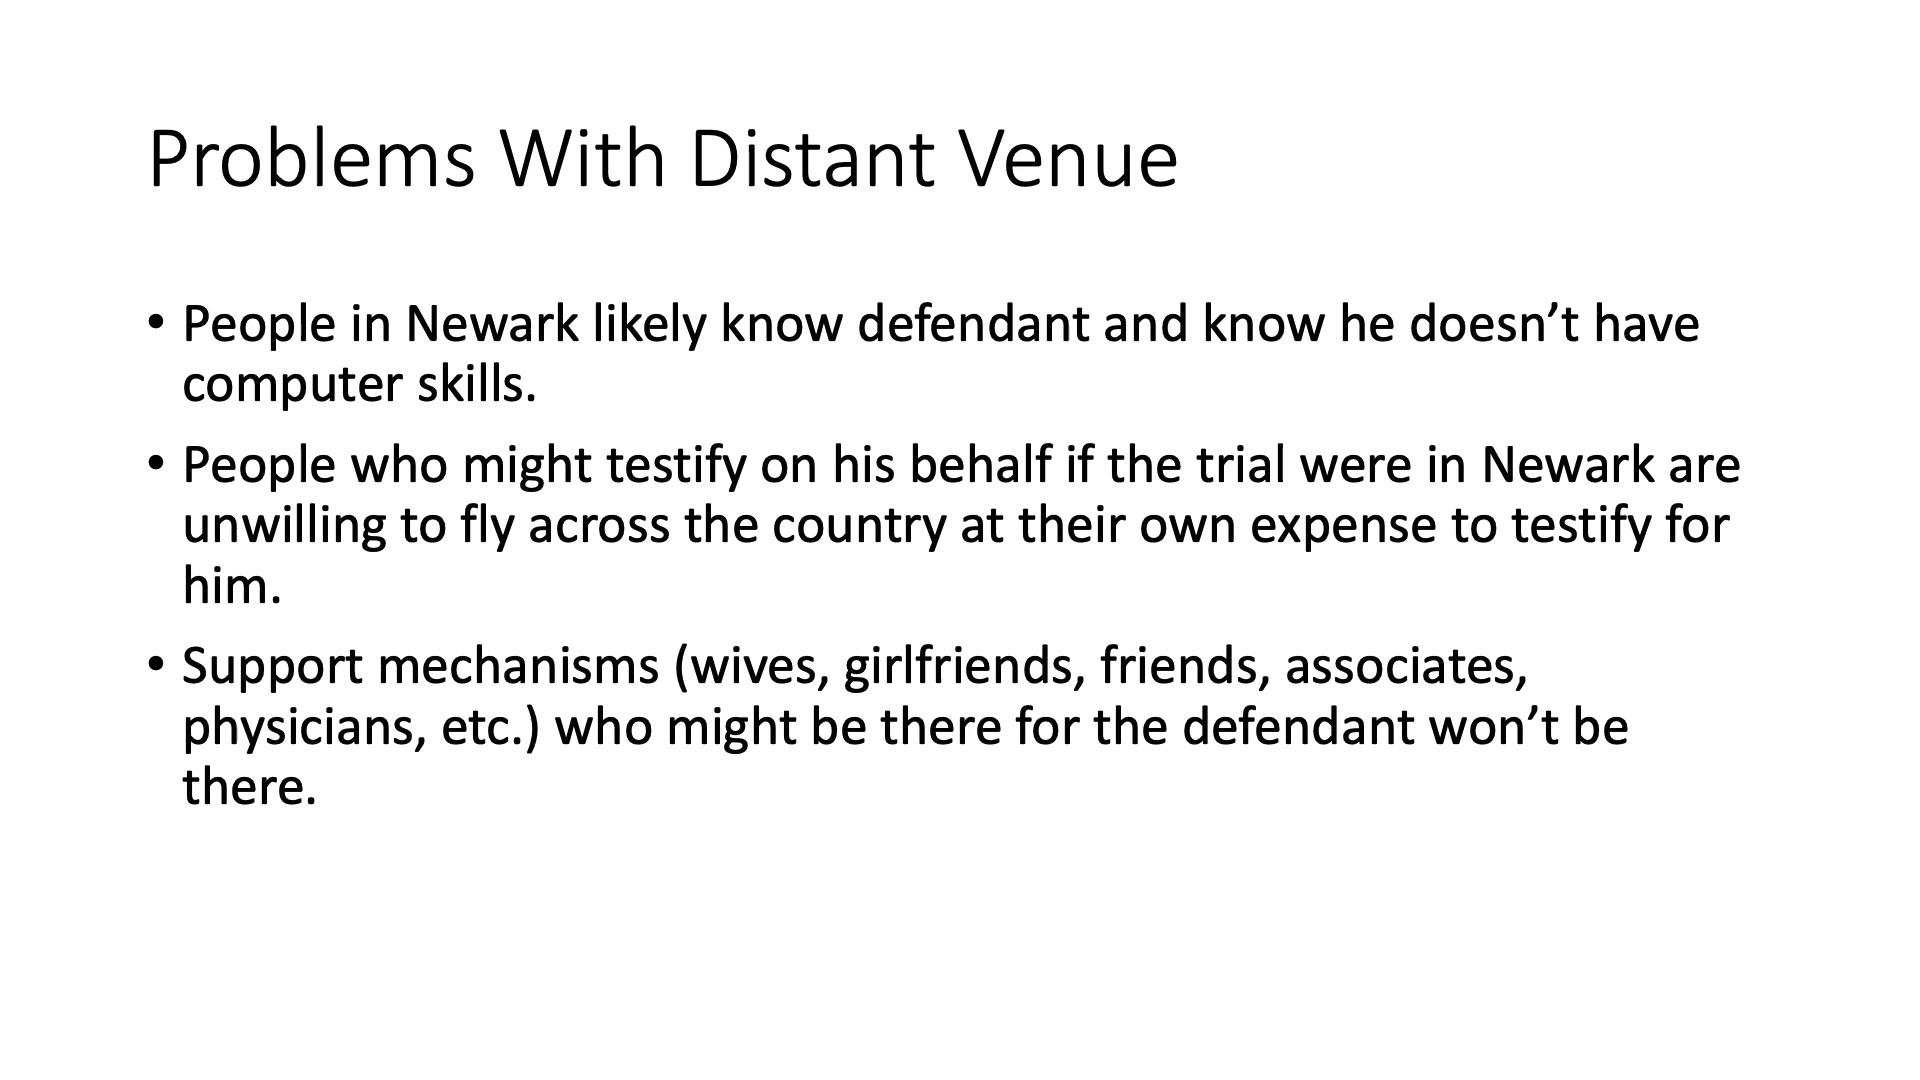 Problems With Distant Venue
• People in Newark likely know defendant and know he doesn’t have
computer skills.
• People who might testify on his behalf if the trial were in Newark are
unwilling to fly across the country at their own expense to testify for
him.
• Support mechanisms (wives, girlfriends, friends, associates,
physicians, etc.) who might be there for the defendant won’t be
there.